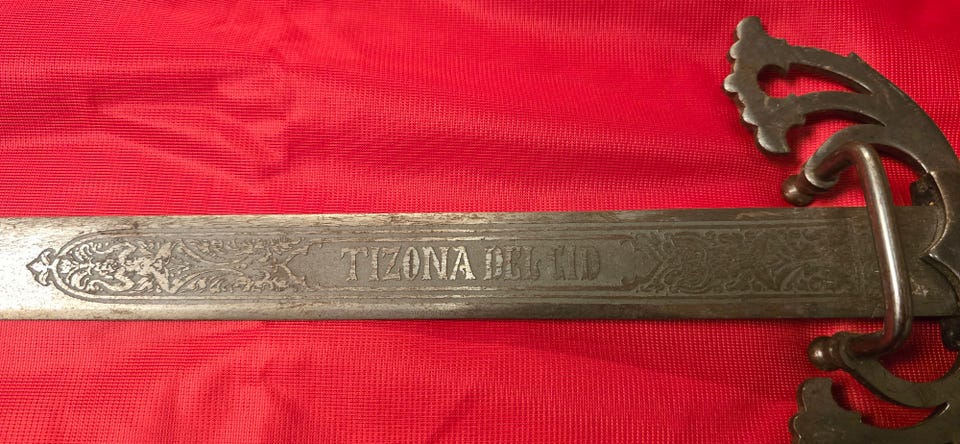 TIZONA DEL CID